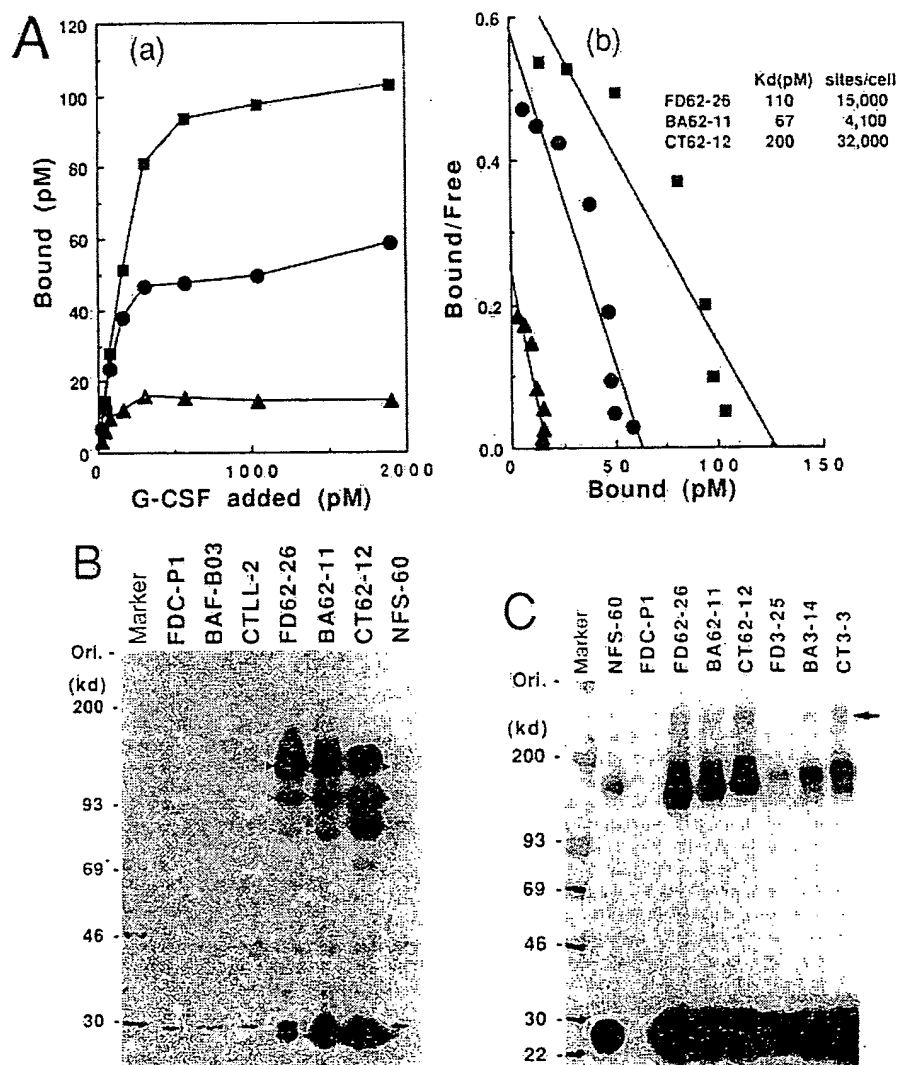 A
(a)
120
100
80
60
40
20
0
Bound (pM)
0
1000
2000
G-CSF added (pM)
(b)
0.6
0.4
0.2
0.0
Bound/Free
0
50
100
150
Bound (pM)
Kd(pM) sites/cell
FD62-26 110 15,000
BA62-11 67 4,100
CT62-12 200 32,000
B
Marker
FDC-P1
BAF-B03
CTLL-2
FD62-26
BA62-11
CT62-12
NFS-60
Ori. -
(kd)
200 -
93 -
69 -
46 -
30 -
C
Marker
NFS-60
FDC-P1
FD62-26
BA62-11
CT62-12
FD3-25
BA3-14
CT3-3
Ori. -
(kd)
200 -
93 -
69 -
46 -
30 -
22 -